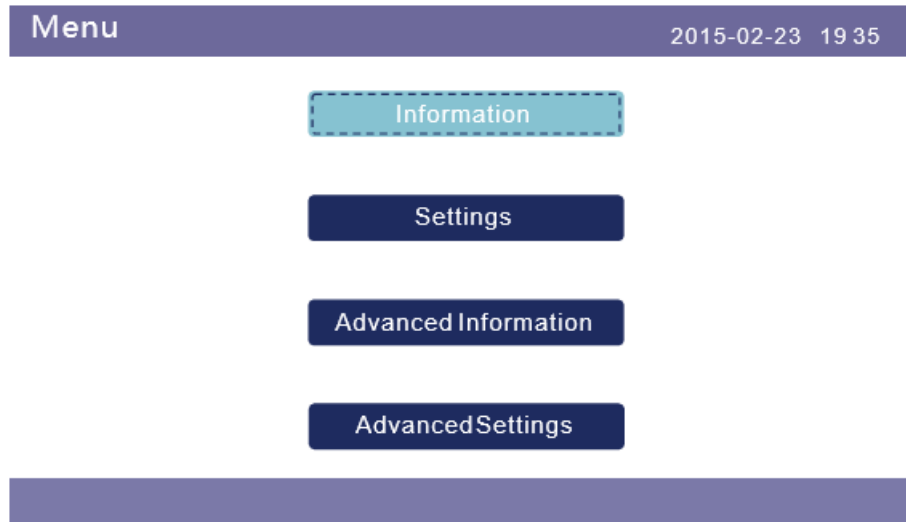 Menu
2015-02-23 19 35
Information
Settings
Advanced Information
AdvancedSettings